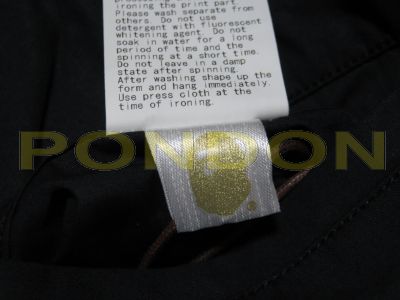 ironing the print part.
Please wash separate from
others. Do not use
detergent with fluorescent
whitening agent. Do not
soak in water for a long
period of time and the
spinning at a short time.
Do not leave in a damp
state after spinning.
After washing shape up the
form and hang immediately.
Use press cloth at the
time of ironing.
PONDON
®